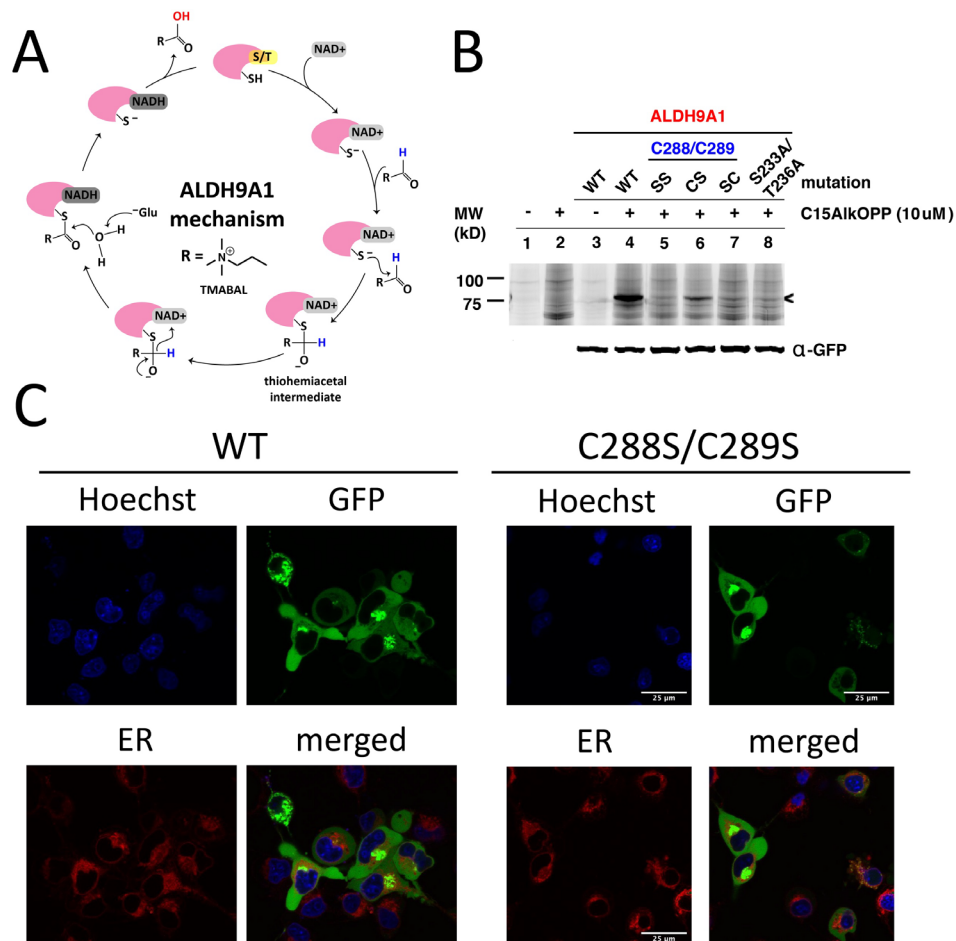 A
OH
R
O
S/T
SH
NAD+
NADH
S⁻
NAD+
S⁻
H
R
O
NADH
S
R
O
⁻Glu
O
H
H
ALDH9A1
mechanism
R =
N
+
TMABAL
NAD+
S⁻
H
R
O
NAD+
S
R
H
⁻O
NAD+
S
R
H
O
⁻
thiohemiacetal
intermediate
B
ALDH9A1
C288/C289
WT WT SS CS SC S233A/
T236A
mutation
- + - + + + + + C15AlkOPP (10uM)
MW
(kD)
1 2 3 4 5 6 7 8
100
75
<
α-GFP
C
WT
C288S/C289S
Hoechst GFP Hoechst GFP
25 µm 25 µm
ER merged ER merged
25 µm